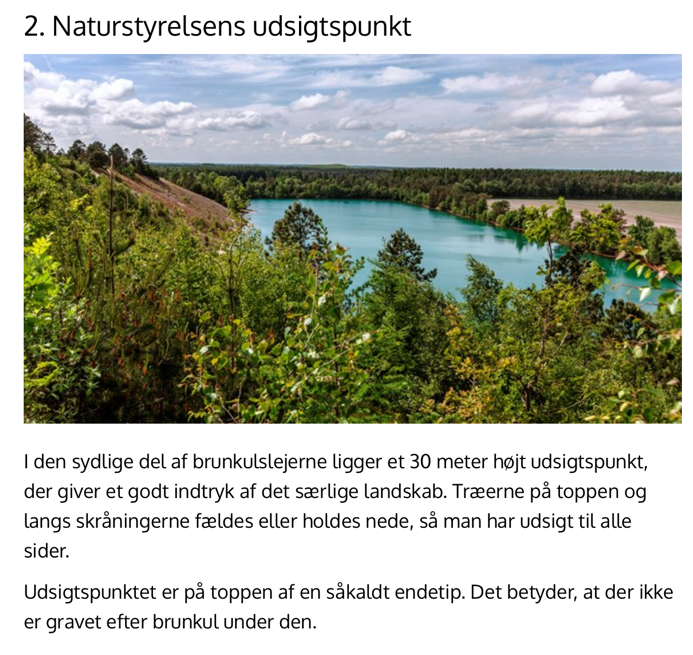 2. Naturstyrelsens udsigtspunkt
I den sydlige del af brunkulslejerne ligger et 30 meter højt udsigtspunkt,
der giver et godt indtryk af det særlige landskab. Træerne på toppen og
langs skråningerne fældes eller holdes nede, så man har udsigt til alle
sider.
Udsigtspunktet er på toppen af en såkaldt endetip. Det betyder, at der ikke
er gravet efter brunkul under den.